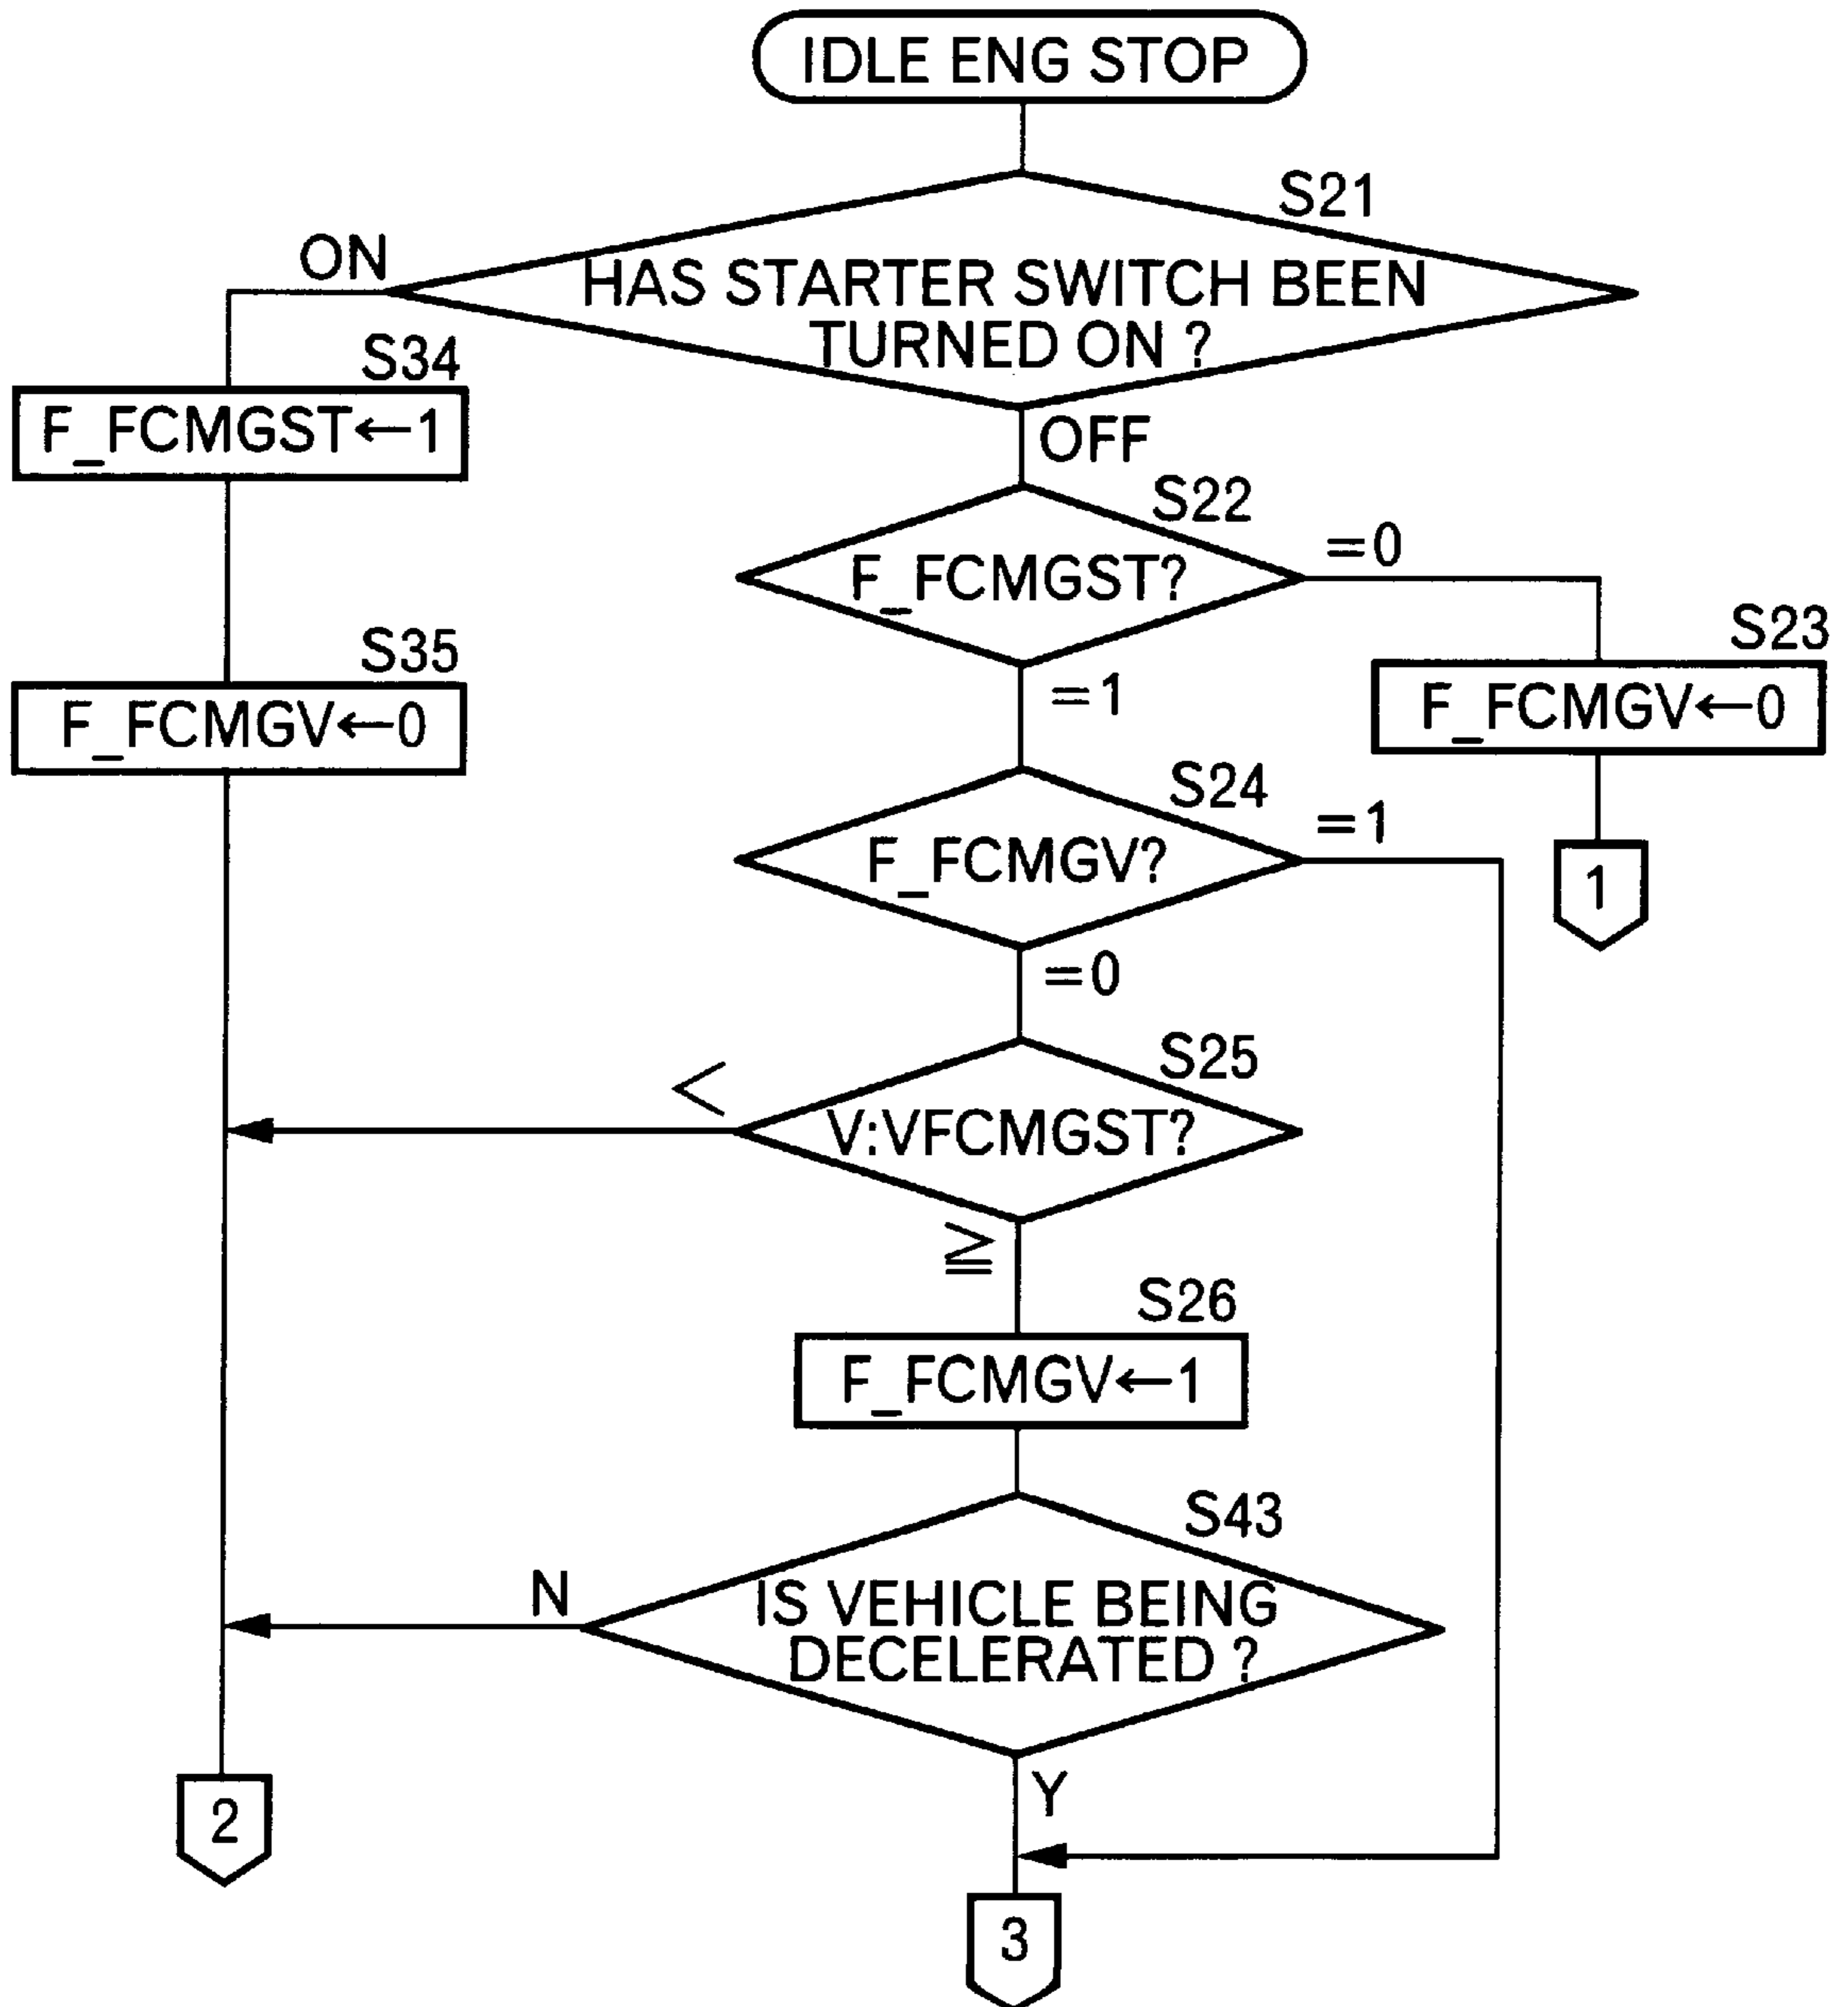 IDLE ENG STOP
S21
ON
HAS STARTER SWITCH BEEN
TURNED ON ?
S34
F_FCMGST←1
OFF
S22
F_FCMGST?
=0
S23
F_FCMGV←0
S35
F_FCMGV←0
=1
S24
F_FCMGV?
=1
1
=0
S25
<
V:VFCMGST?
≧
S26
F_FCMGV←1
S43
N
IS VEHICLE BEING
DECELERATED ?
Y
2
3